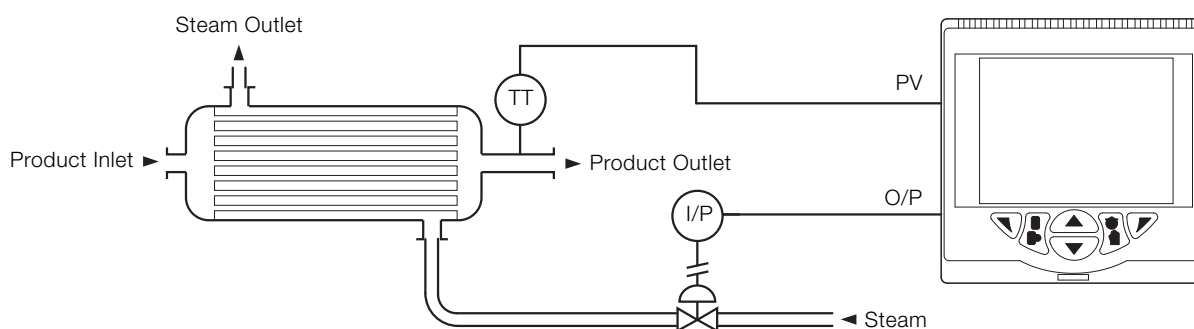 Steam Outlet
TT
PV
Product Inlet
Product Outlet
I/P
O/P
Steam